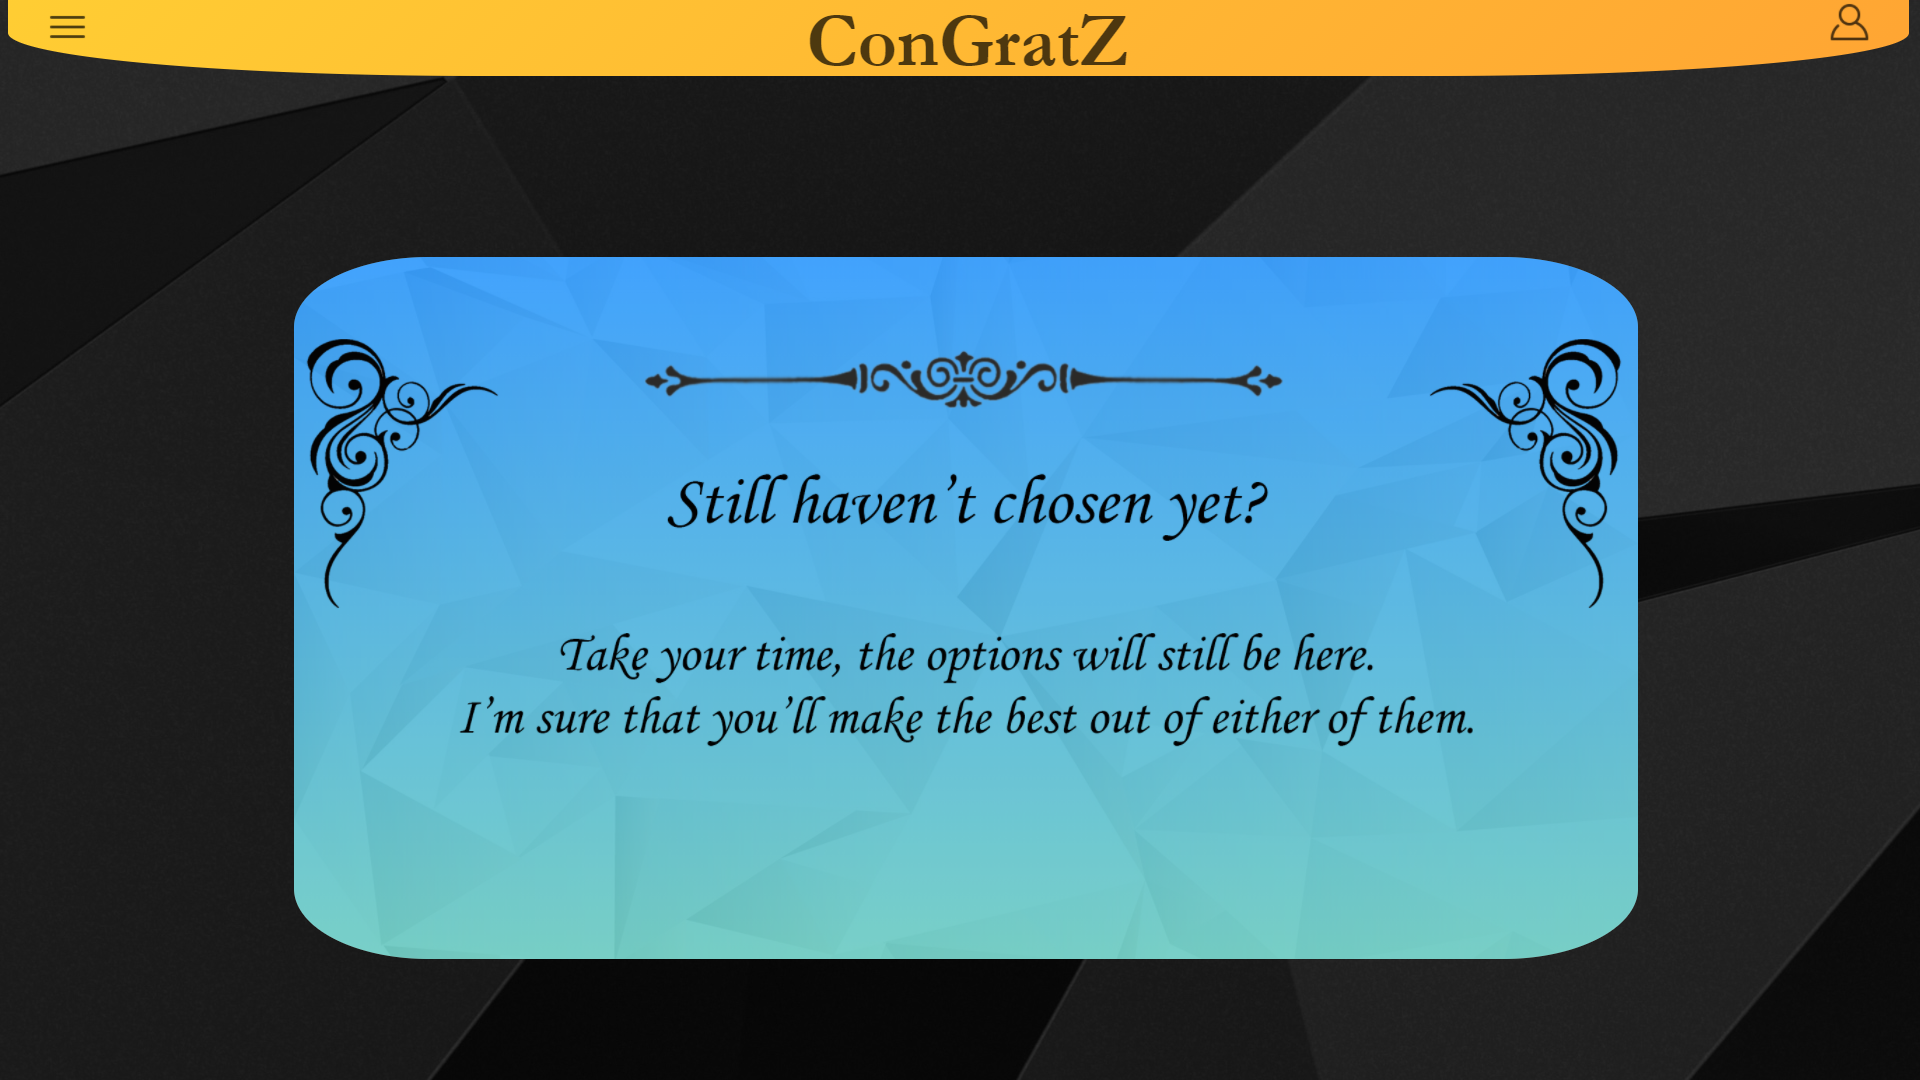 ConGratZ
Still haven't chosen yet?
Take your time, the options will still be here.
I'm sure that you'll make the best out of either of them.